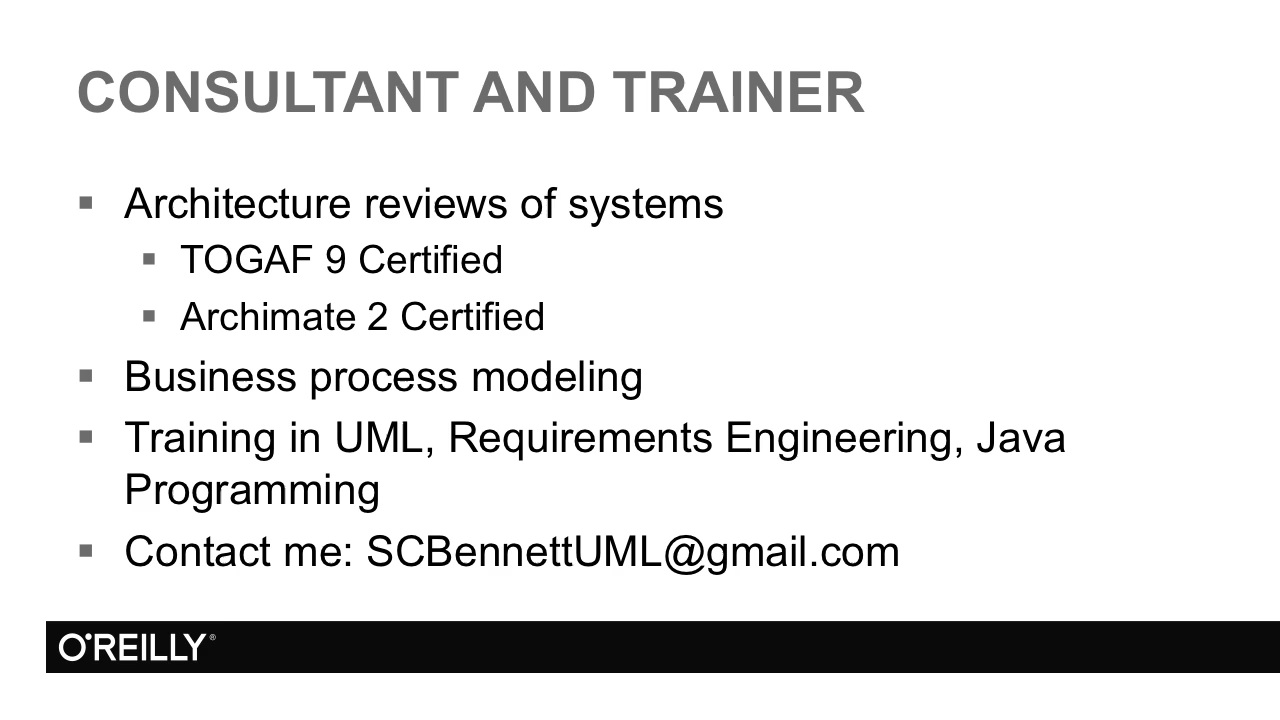 CONSULTANT AND TRAINER
▪ Architecture reviews of systems
▪ TOGAF 9 Certified
▪ Archimate 2 Certified
▪ Business process modeling
▪ Training in UML, Requirements Engineering, Java
Programming
▪ Contact me: SCBennettUML@gmail.com
O'REILLY®